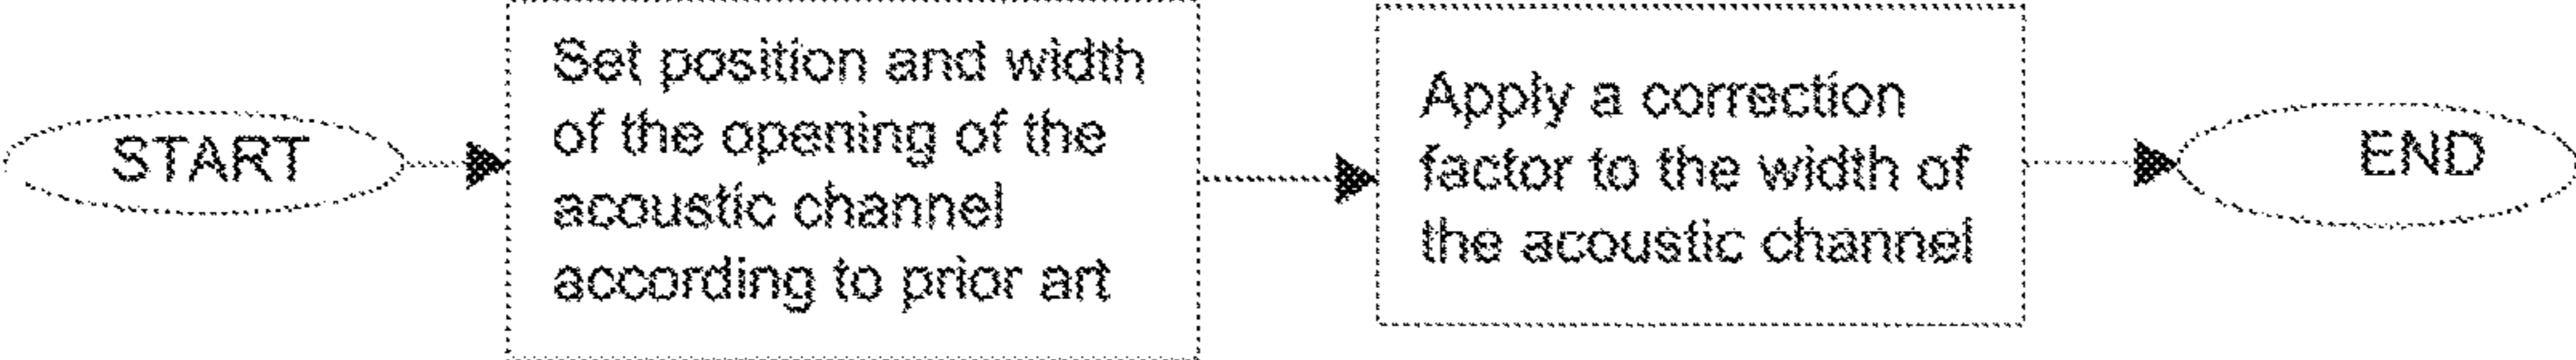 START
Set position and width
of the opening of the
acoustic channel
according to prior art
Apply a correction
factor to the width of
the acoustic channel
END